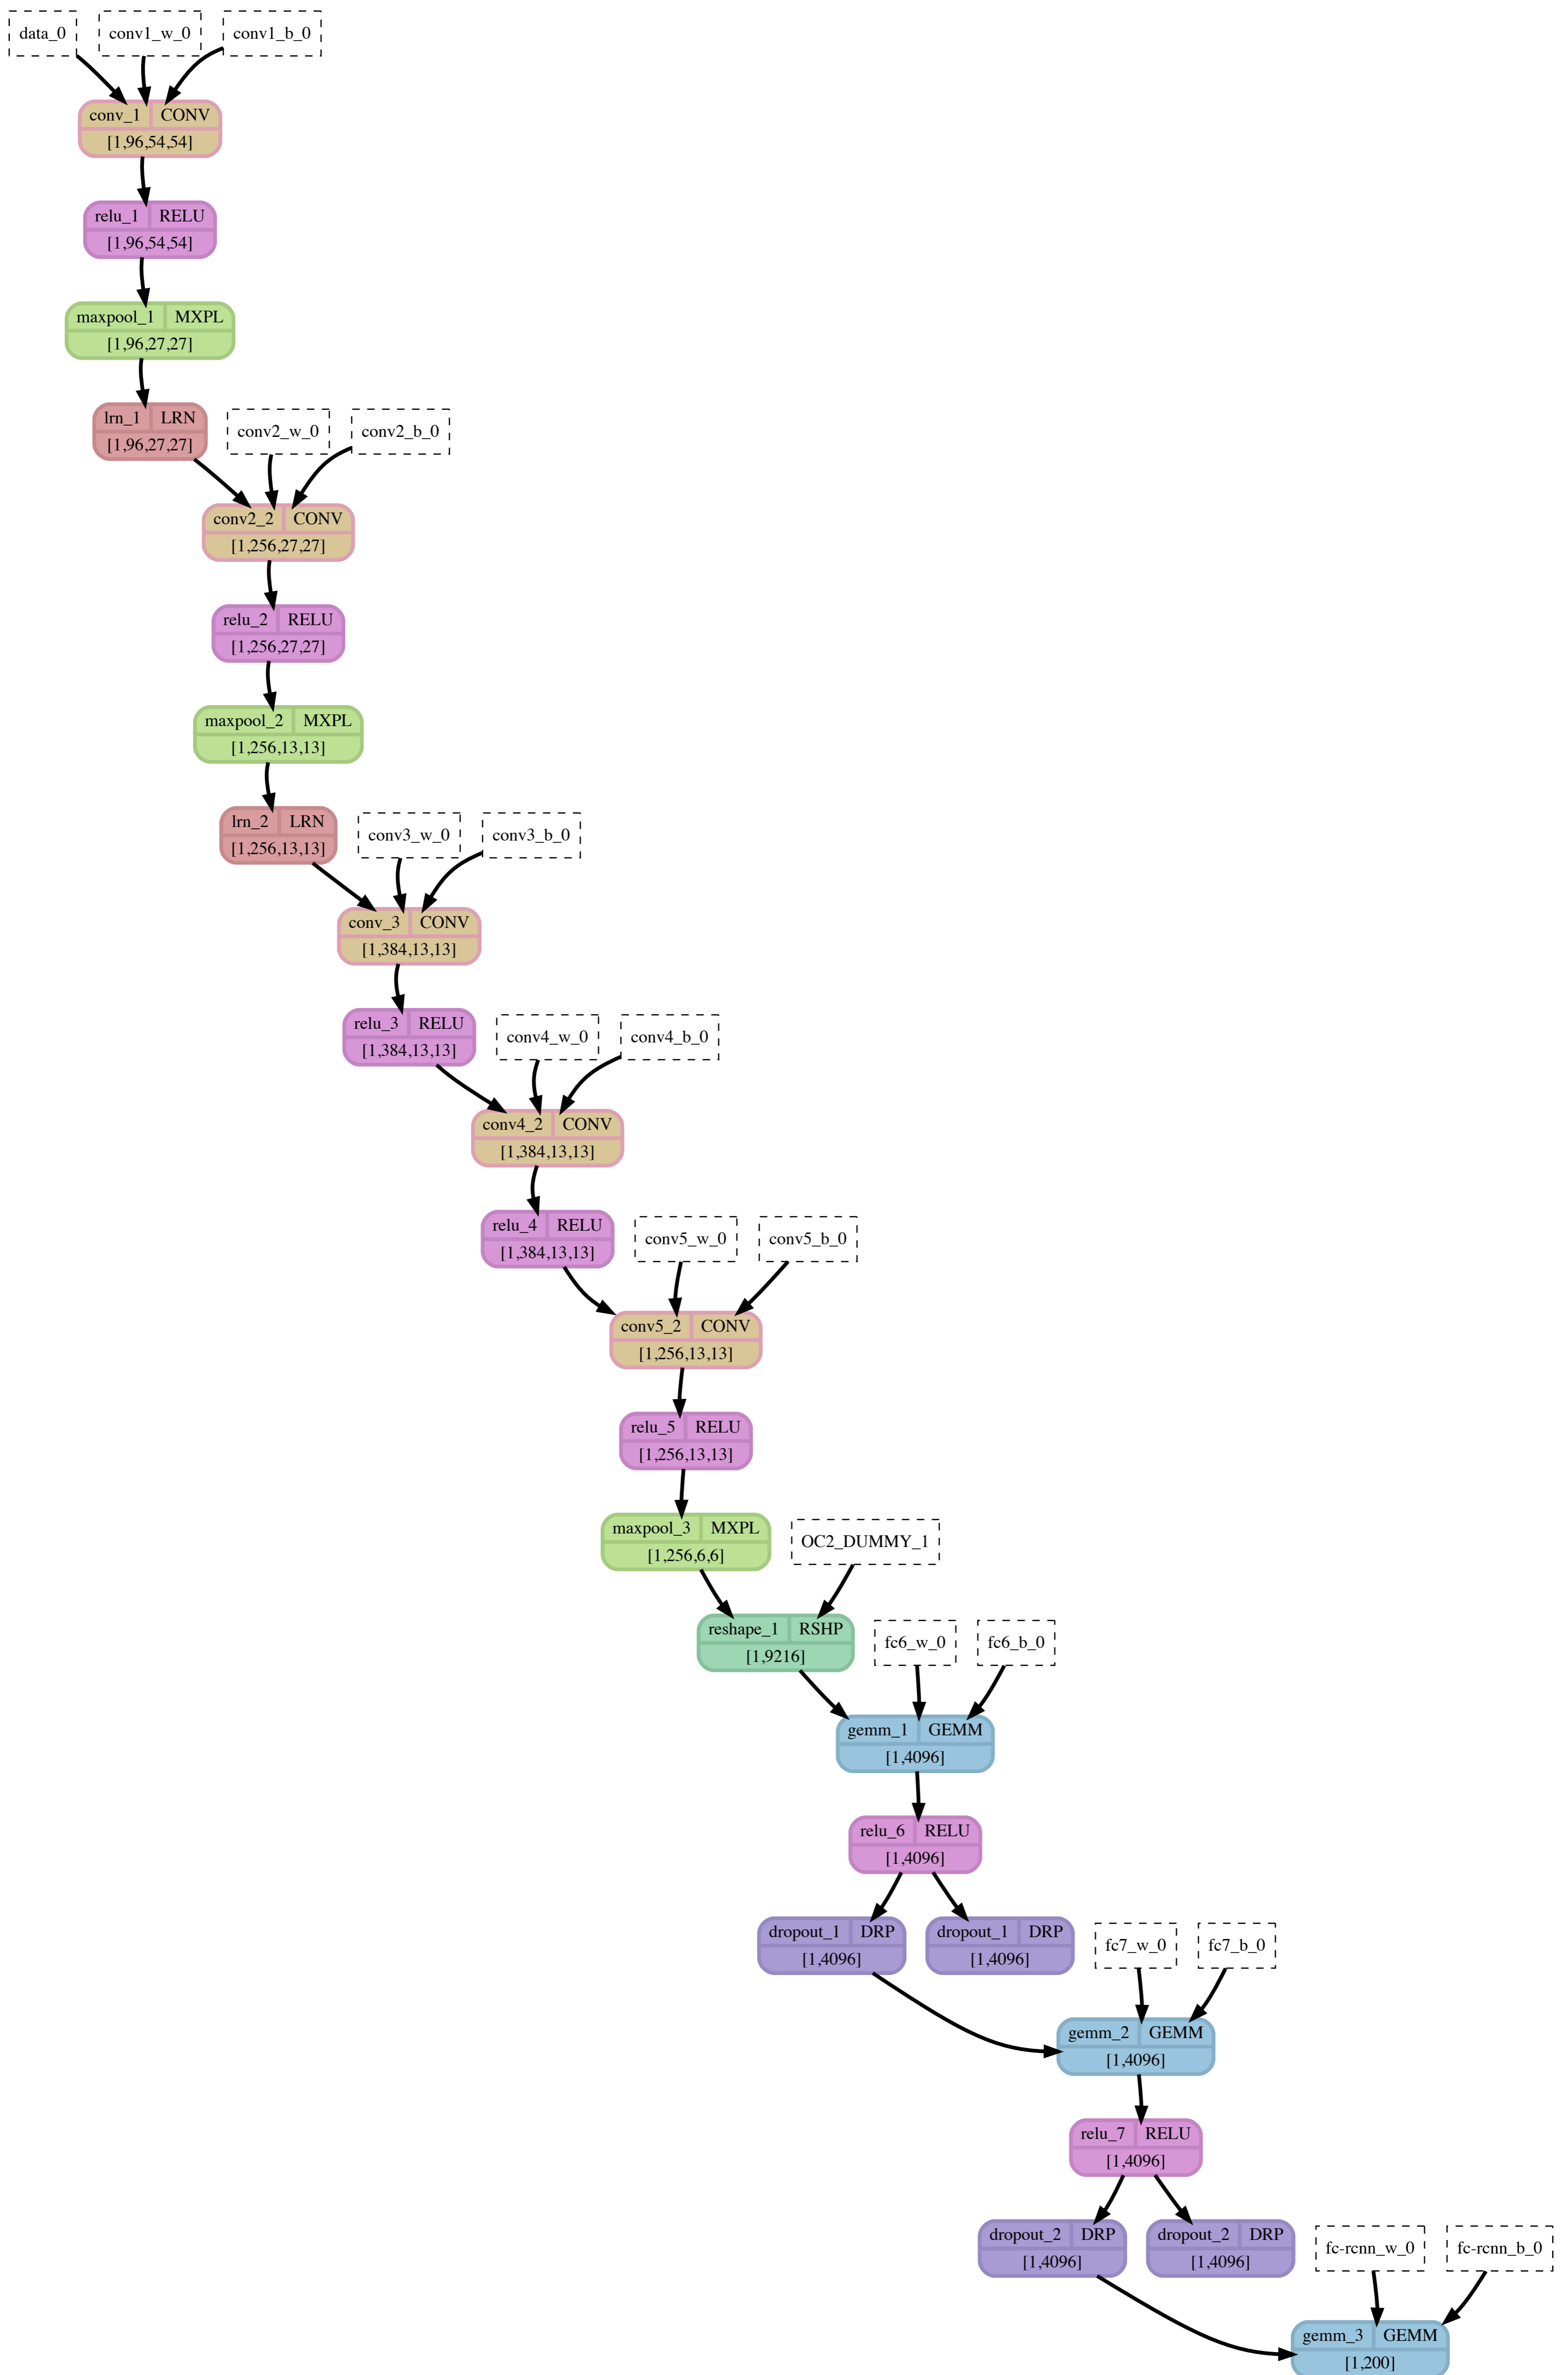 data_0 conv1_w_0 conv1_b_0
conv_1 CONV
[1,96,54,54]
relu_1 RELU
[1,96,54,54]
maxpool_1 MXPL
[1,96,27,27]
lrn_1 LRN
[1,96,27,27]
conv2_w_0 conv2_b_0
conv2_2 CONV
[1,256,27,27]
relu_2 RELU
[1,256,27,27]
maxpool_2 MXPL
[1,256,13,13]
lrn_2 LRN
[1,256,13,13]
conv3_w_0 conv3_b_0
conv_3 CONV
[1,384,13,13]
relu_3 RELU
[1,384,13,13]
conv4_w_0 conv4_b_0
conv4_2 CONV
[1,384,13,13]
relu_4 RELU
[1,384,13,13]
conv5_w_0 conv5_b_0
conv5_2 CONV
[1,256,13,13]
relu_5 RELU
[1,256,13,13]
maxpool_3 MXPL
[1,256,6,6]
OC2_DUMMY_1
reshape_1 RSHP
[1,9216]
fc6_w_0 fc6_b_0
gemm_1 GEMM
[1,4096]
relu_6 RELU
[1,4096]
dropout_1 DRP
[1,4096]
dropout_1 DRP
[1,4096]
fc7_w_0 fc7_b_0
gemm_2 GEMM
[1,4096]
relu_7 RELU
[1,4096]
dropout_2 DRP
[1,4096]
dropout_2 DRP
[1,4096]
fc-rcnn_w_0 fc-rcnn_b_0
gemm_3 GEMM
[1,200]